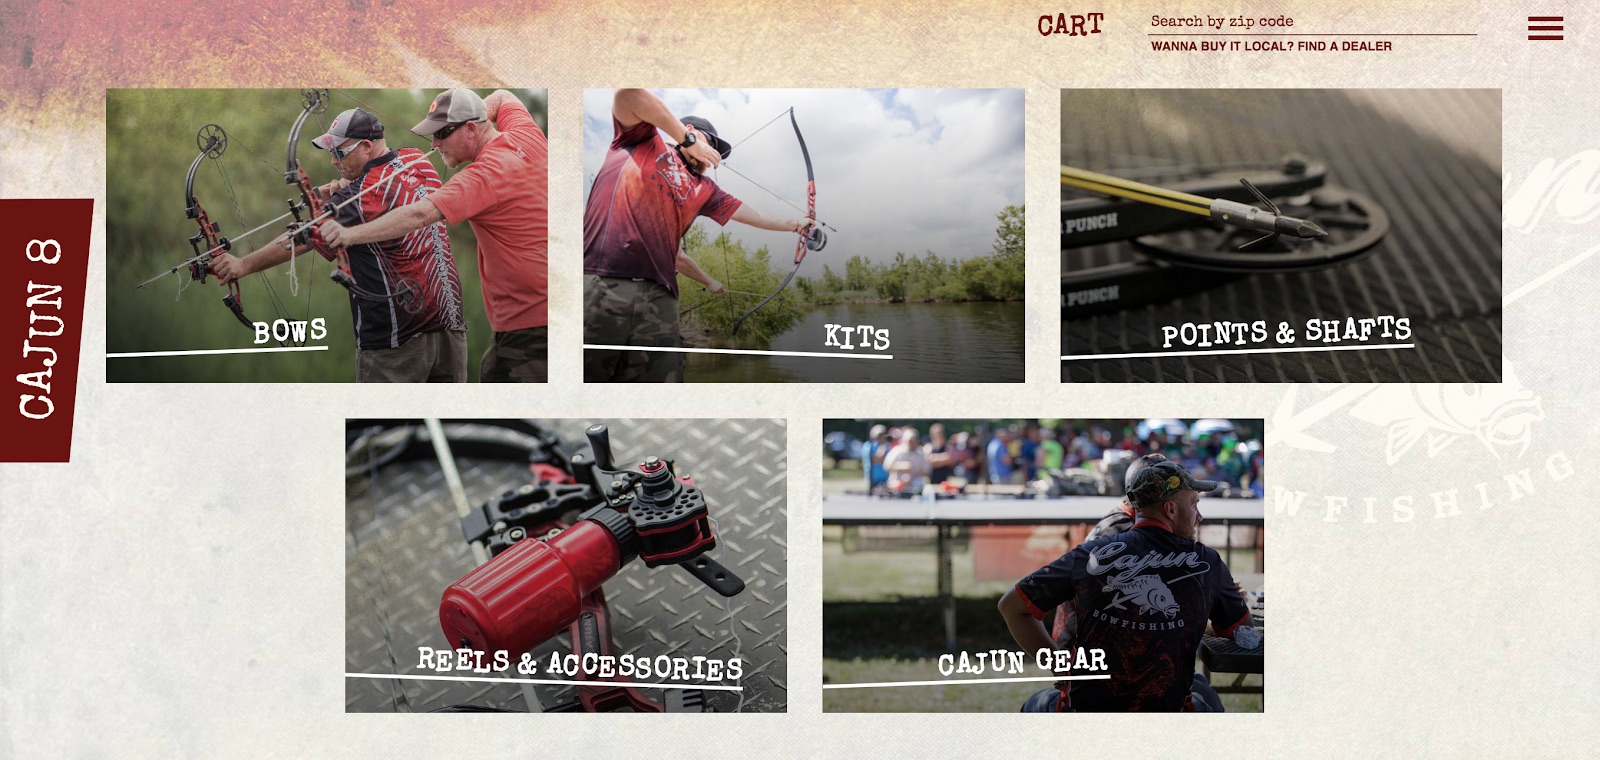 CART
Search by zip code
WANNA BUY IT LOCAL? FIND A DEALER
CAJUN 8
BOWS
KITS
PUNCH
PUNCH
POINTS & SHAFTS
REELS & ACCESSORIES
Cajun
BOWFISHING
CAJUN GEAR
WFISHING